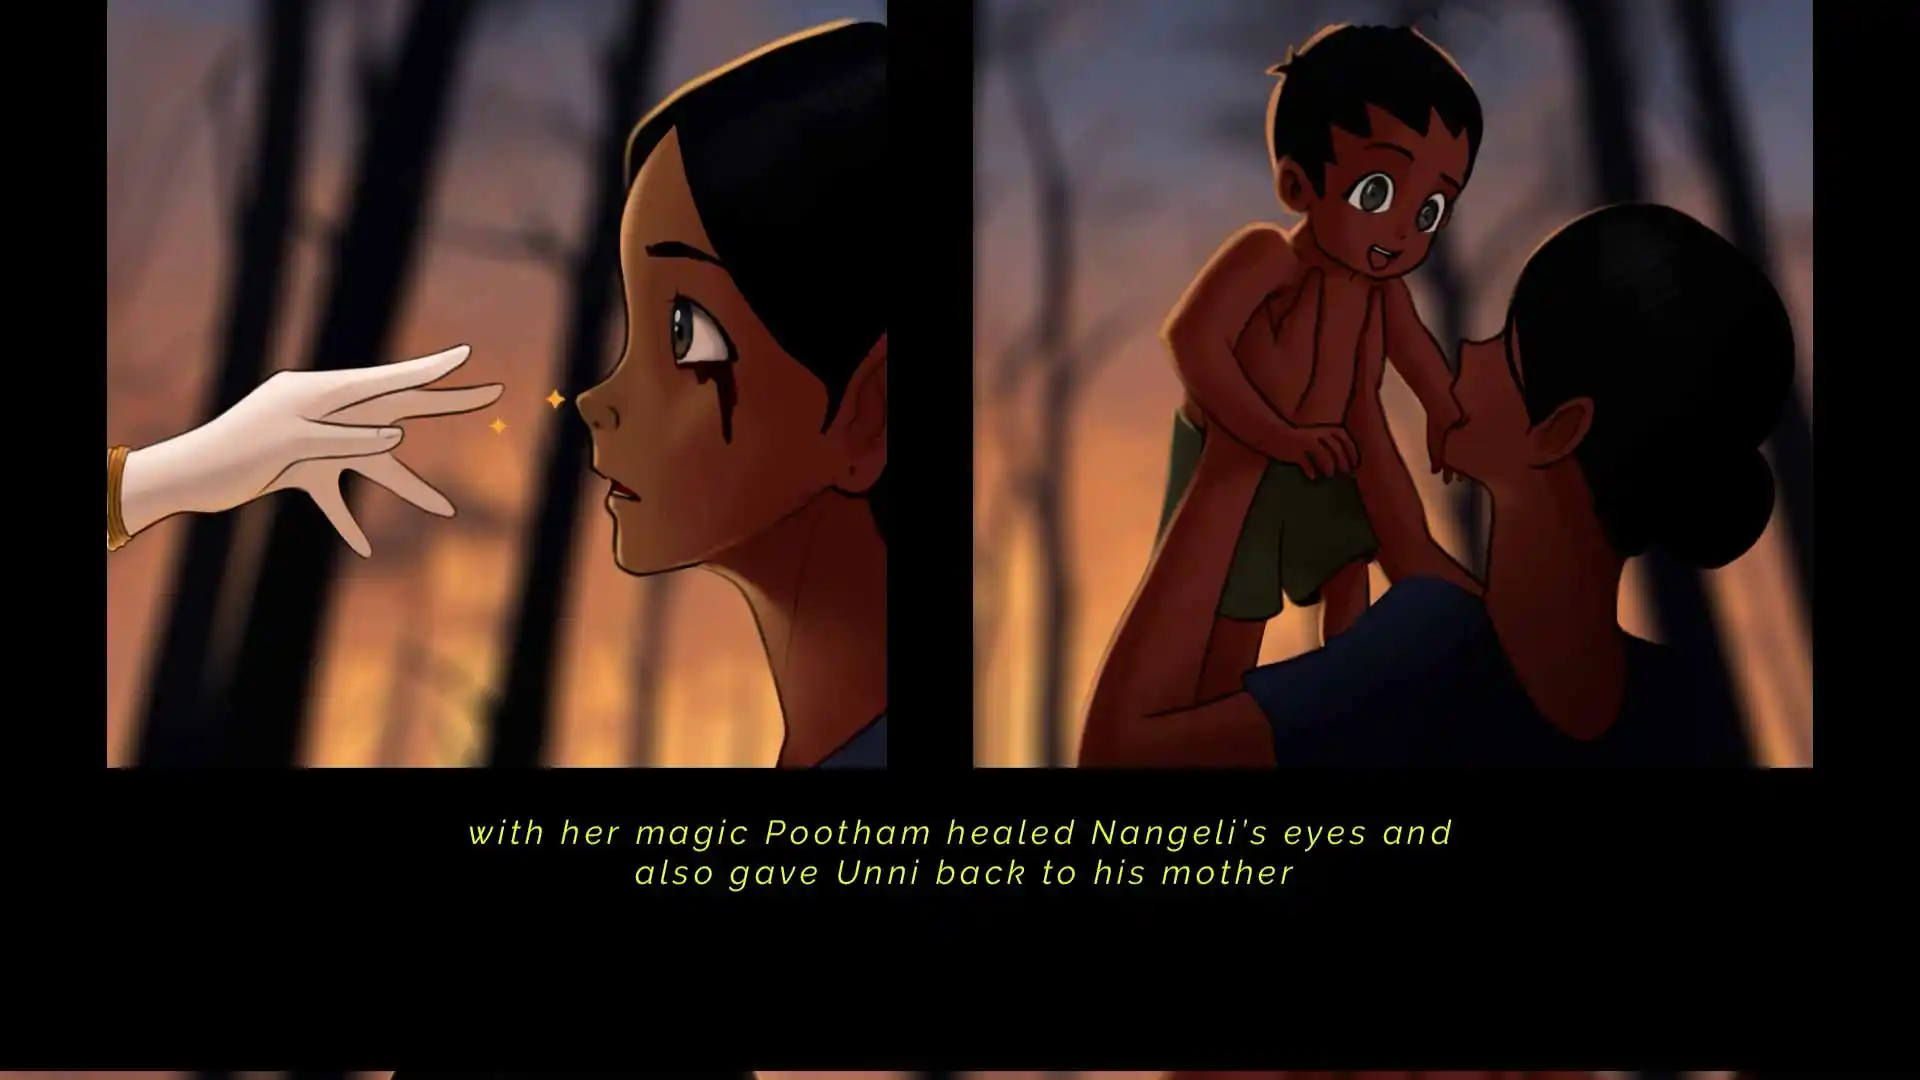 with her magic Pootham healed Nangeli's eyes and
also gave Unni back to his mother